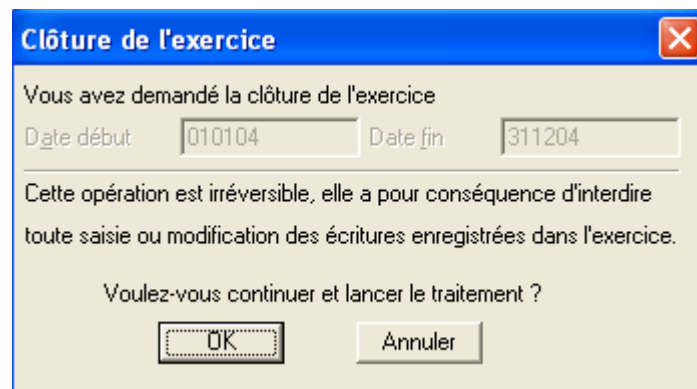 Clôture de l'exercice
Vous avez demandé la clôture de l'exercice
Date début 010104 Date fin 311204
Cette opération est irréversible, elle a pour conséquence d'interdire
toute saisie ou modification des écritures enregistrées dans l'exercice.
Voulez-vous continuer et lancer le traitement ?
OK Annuler